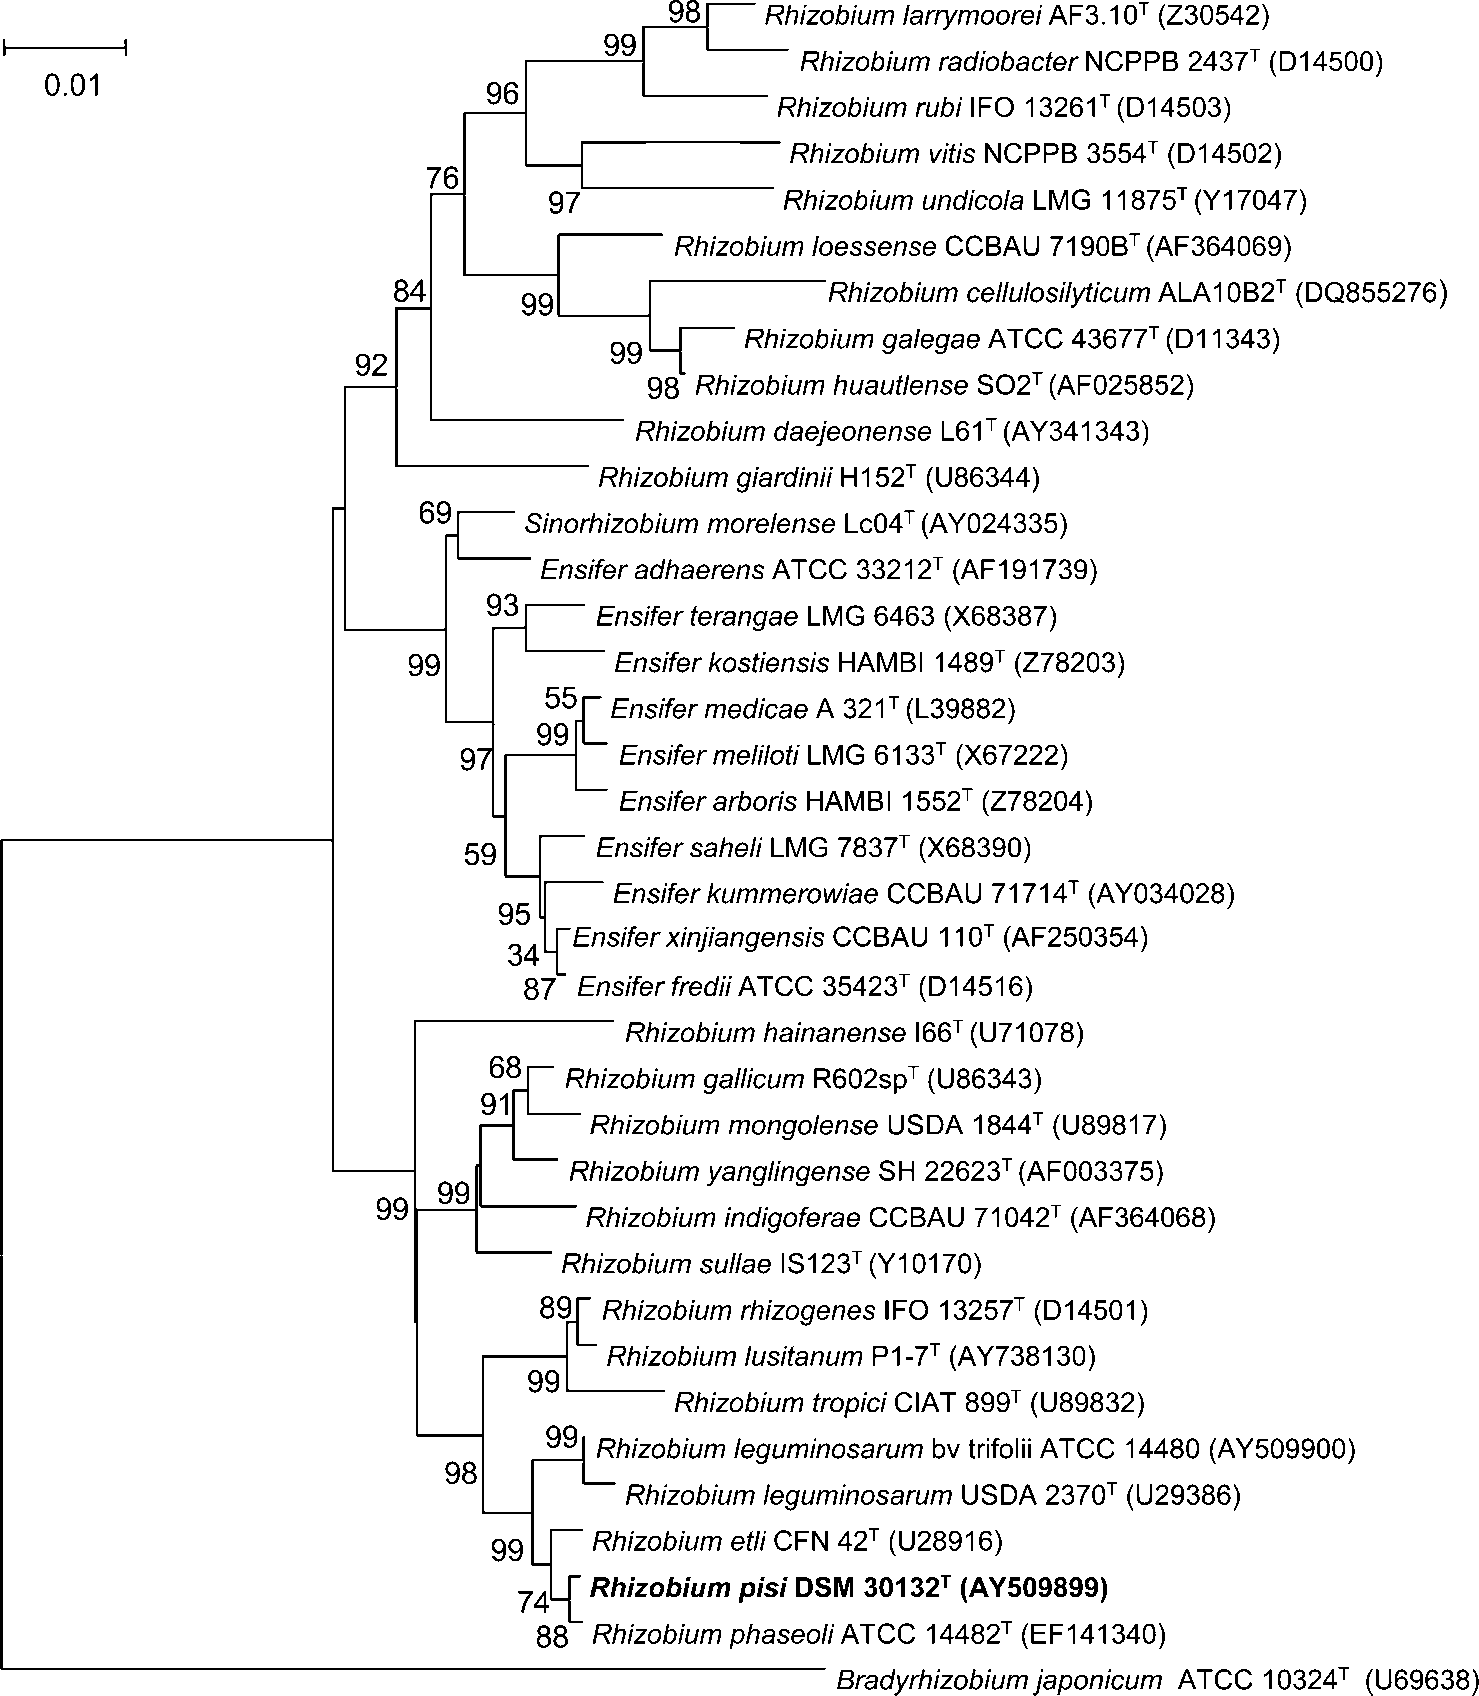 98
Rhizobium larrymoorei AF3.10ᵀ (Z30542)
0.01
99
Rhizobium radiobacter NCPPB 2437ᵀ (D14500)
96
Rhizobium rubi IFO 13261ᵀ (D14503)
Rhizobium vitis NCPPB 3554ᵀ (D14502)
76
97
Rhizobium undicola LMG 11875ᵀ (Y17047)
Rhizobium loessense CCBAU 7190Bᵀ (AF364069)
84
99
Rhizobium cellulosilyticum ALA10B2ᵀ (DQ855276)
Rhizobium galegae ATCC 43677ᵀ (D11343)
99
92
98
Rhizobium huautlense SO2ᵀ (AF025852)
Rhizobium daejeonense L61ᵀ (AY341343)
Rhizobium giardinii H152ᵀ (U86344)
69
Sinorhizobium morelense Lc04ᵀ (AY024335)
Ensifer adhaerens ATCC 33212ᵀ (AF191739)
93
Ensifer terangae LMG 6463 (X68387)
99
Ensifer kostiensis HAMBI 1489ᵀ (Z78203)
55
Ensifer medicae A 321ᵀ (L39882)
99
97
Ensifer meliloti LMG 6133ᵀ (X67222)
Ensifer arboris HAMBI 1552ᵀ (Z78204)
59
Ensifer saheli LMG 7837ᵀ (X68390)
Ensifer kummerowiae CCBAU 71714ᵀ (AY034028)
95
Ensifer xinjiangensis CCBAU 110ᵀ (AF250354)
34
87
Ensifer fredii ATCC 35423ᵀ (D14516)
Rhizobium hainanense I66ᵀ (U71078)
68
Rhizobium gallicum R602spᵀ (U86343)
91
Rhizobium mongolense USDA 1844ᵀ (U89817)
Rhizobium yanglingense SH 22623ᵀ (AF003375)
99
99
Rhizobium indigoferae CCBAU 71042ᵀ (AF364068)
Rhizobium sullae IS123ᵀ (Y10170)
89
Rhizobium rhizogenes IFO 13257ᵀ (D14501)
Rhizobium lusitanum P1-7ᵀ (AY738130)
99
Rhizobium tropici CIAT 899ᵀ (U89832)
99
Rhizobium leguminosarum bv trifolii ATCC 14480 (AY509900)
98
Rhizobium leguminosarum USDA 2370ᵀ (U29386)
99
Rhizobium etli CFN 42ᵀ (U28916)
Rhizobium pisi DSM 30132ᵀ (AY509899)
74
88
Rhizobium phaseoli ATCC 14482ᵀ (EF141340)
Bradyrhizobium japonicum ATCC 10324ᵀ (U69638)